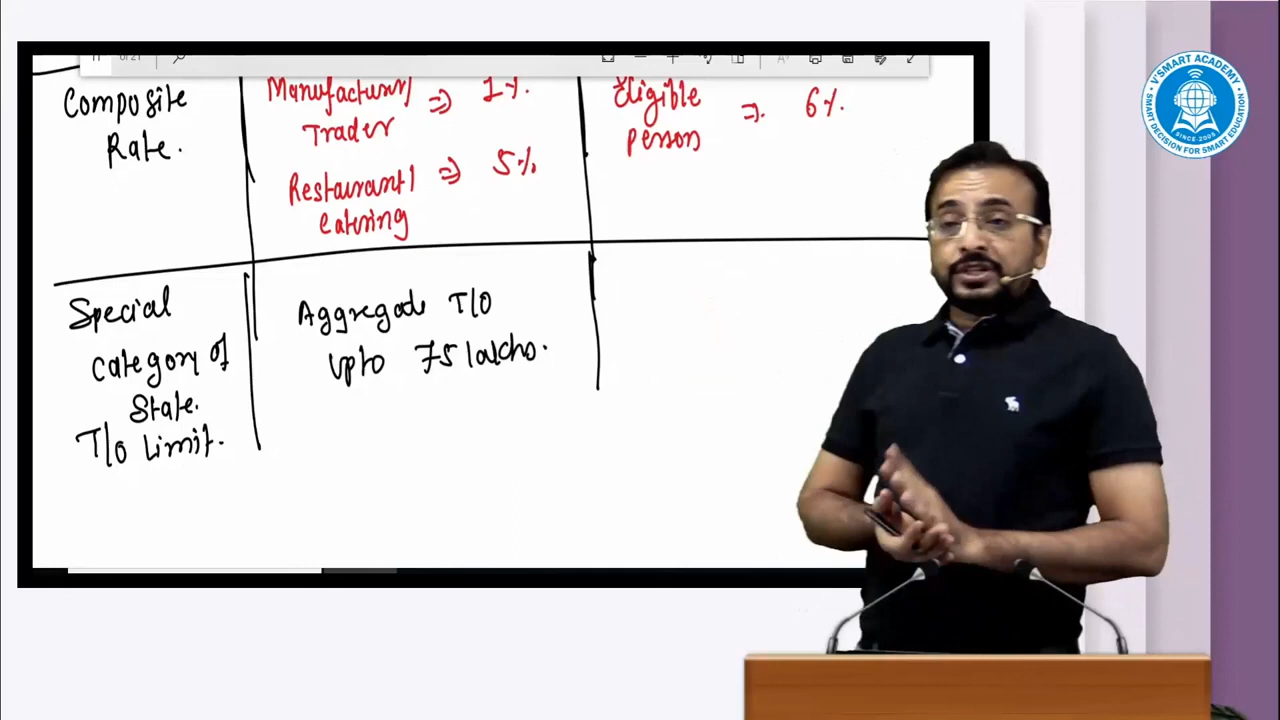 V'SMART ACADEMY
SMART DECISION FOR SMART EDUCATION
SINCE-2005
Composite
Rate.
Manufacturer/
Trader
⇒ 1%.
Restaurant/
Catering
⇒ 5%
Eligible
Person
⇒ 6%.
Special
Category of
State.
T/O Limit.
Aggregate T/O
Upto 75 lakhs.